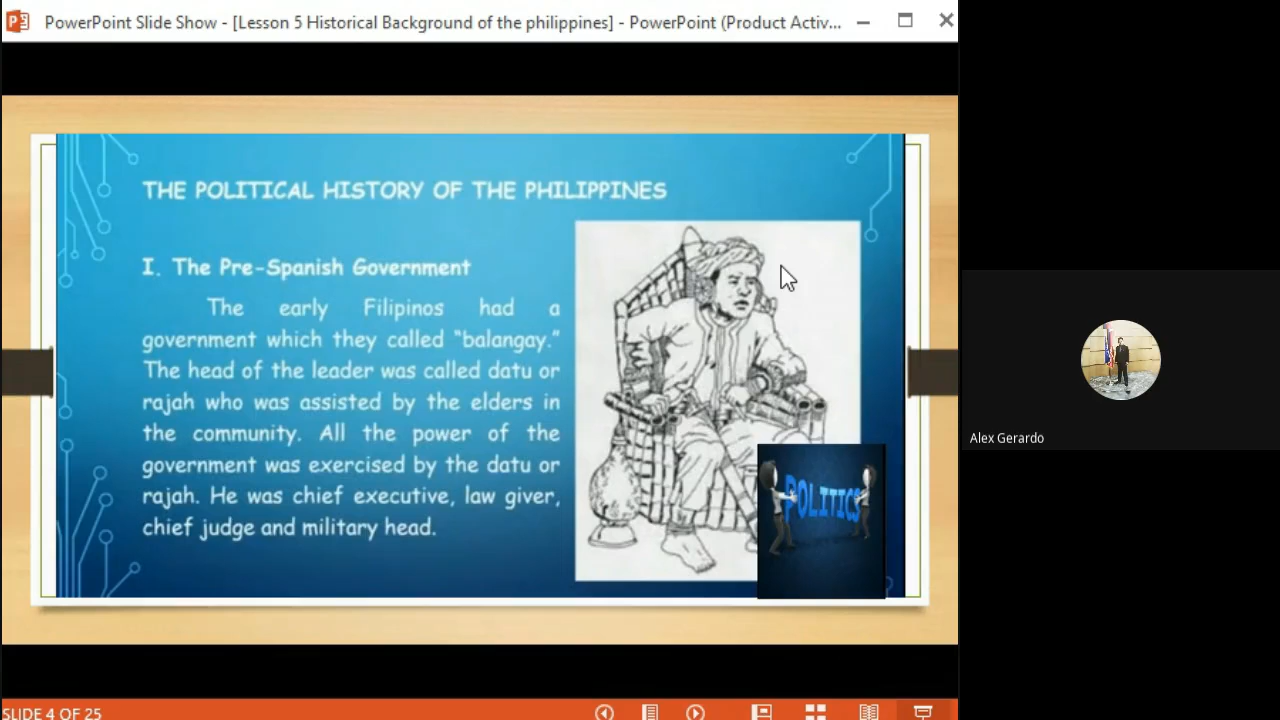 PowerPoint Slide Show - [Lesson 5 Historical Background of the philippines] - PowerPoint (Product Activ...
THE POLITICAL HISTORY OF THE PHILIPPINES
I. The Pre-Spanish Government
The early Filipinos had a
government which they called “balangay.”
The head of the leader was called datu or
rajah who was assisted by the elders in
the community. All the power of the
government was exercised by the datu or
rajah. He was chief executive, law giver,
chief judge and military head.
POLITICS
Alex Gerardo
SLIDE 4 OF 25